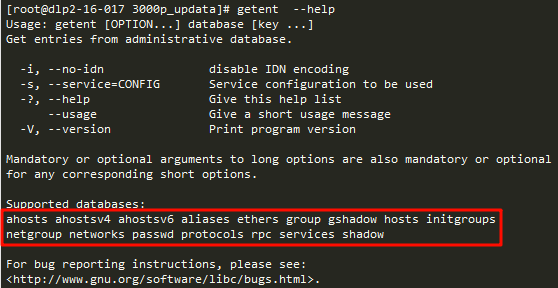 [root@dlp2-16-017 3000p_updata]# getent --help
Usage: getent [OPTION...] database [key ...]
Get entries from administrative database.
-i, --no-idn disable IDN encoding
-s, --service=CONFIG Service configuration to be used
-?, --help Give this help list
--usage Give a short usage message
-V, --version Print program version
Mandatory or optional arguments to long options are also mandatory or optional
for any corresponding short options.
Supported databases:
ahosts ahostsv4 ahostsv6 aliases ethers group gshadow hosts initgroups
netgroup networks passwd protocols rpc services shadow
For bug reporting instructions, please see:
<http://www.gnu.org/software/libc/bugs.html>.